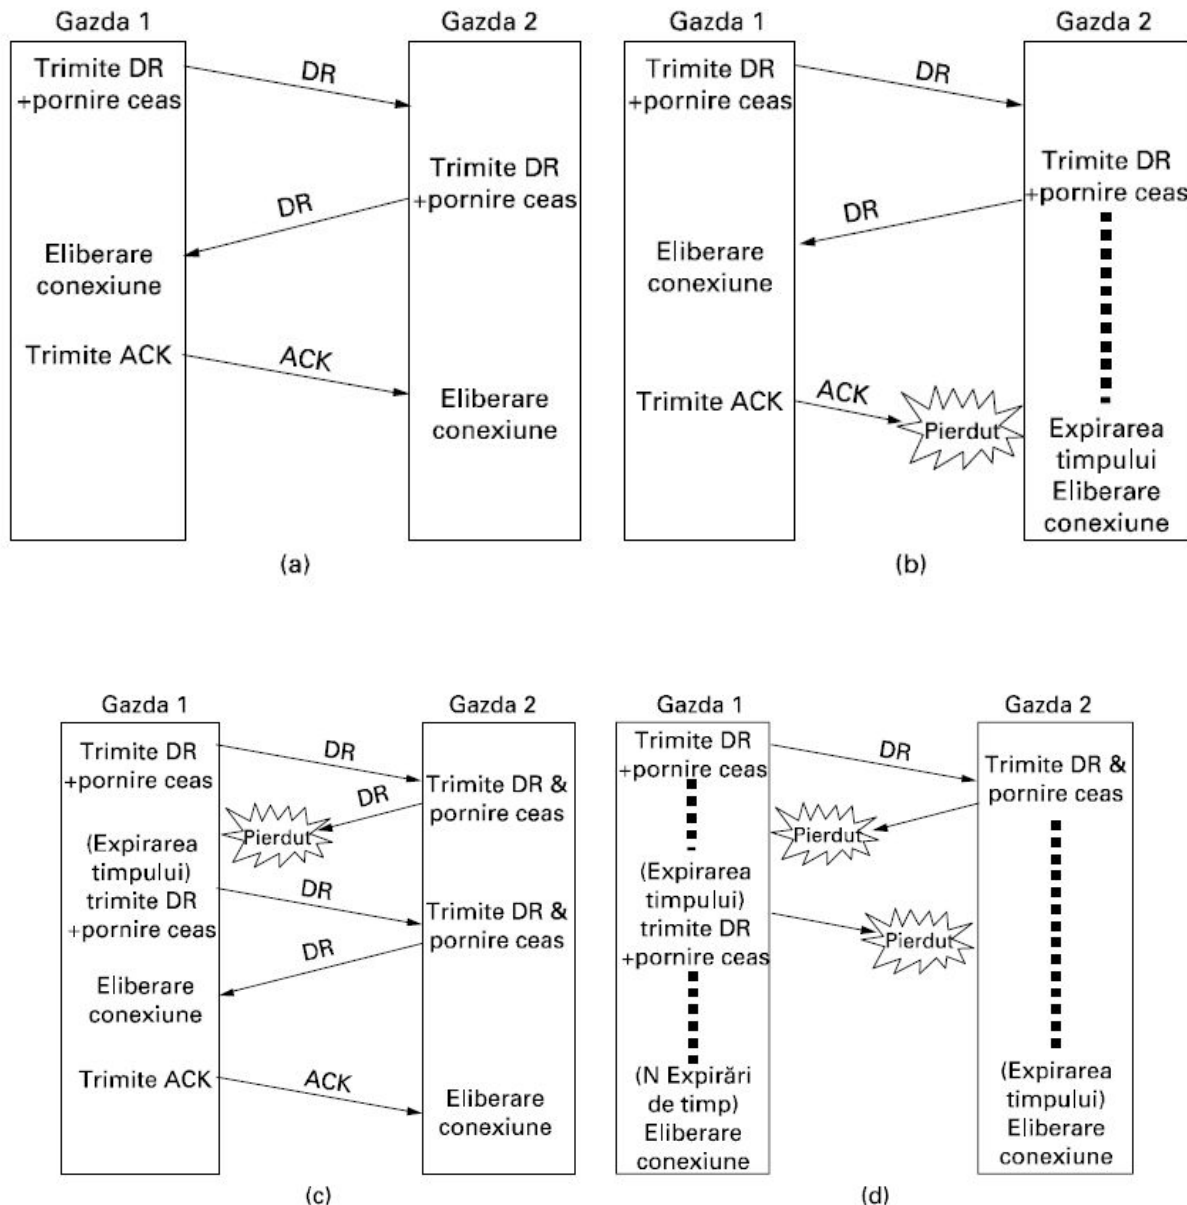 Gazda 1
Gazda 2
Trimite DR
+pornire ceas
DR
Trimite DR
+pornire ceas
DR
Eliberare
conexiune
Trimite ACK
ACK
Eliberare
conexiune
(a)
Gazda 1
Gazda 2
Trimite DR
+pornire ceas
DR
Trimite DR
+pornire ceas
DR
Eliberare
conexiune
Trimite ACK
ACK
Pierdut
Expirarea
timpului
Eliberare
conexiune
(b)
Gazda 1
Gazda 2
Trimite DR
+pornire ceas
DR
Trimite DR &
pornire ceas
DR
Pierdut
(Expirarea
timpului)
trimite DR
+pornire ceas
DR
Trimite DR &
pornire ceas
DR
Eliberare
conexiune
Trimite ACK
ACK
Eliberare
conexiune
(c)
Gazda 1
Gazda 2
Trimite DR
+pornire ceas
DR
Trimite DR &
pornire ceas
Pierdut
(Expirarea
timpului)
trimite DR
+pornire ceas
Pierdut
(N Expirări
de timp)
Eliberare
conexiune
(Expirarea
timpului)
Eliberare
conexiune
(d)